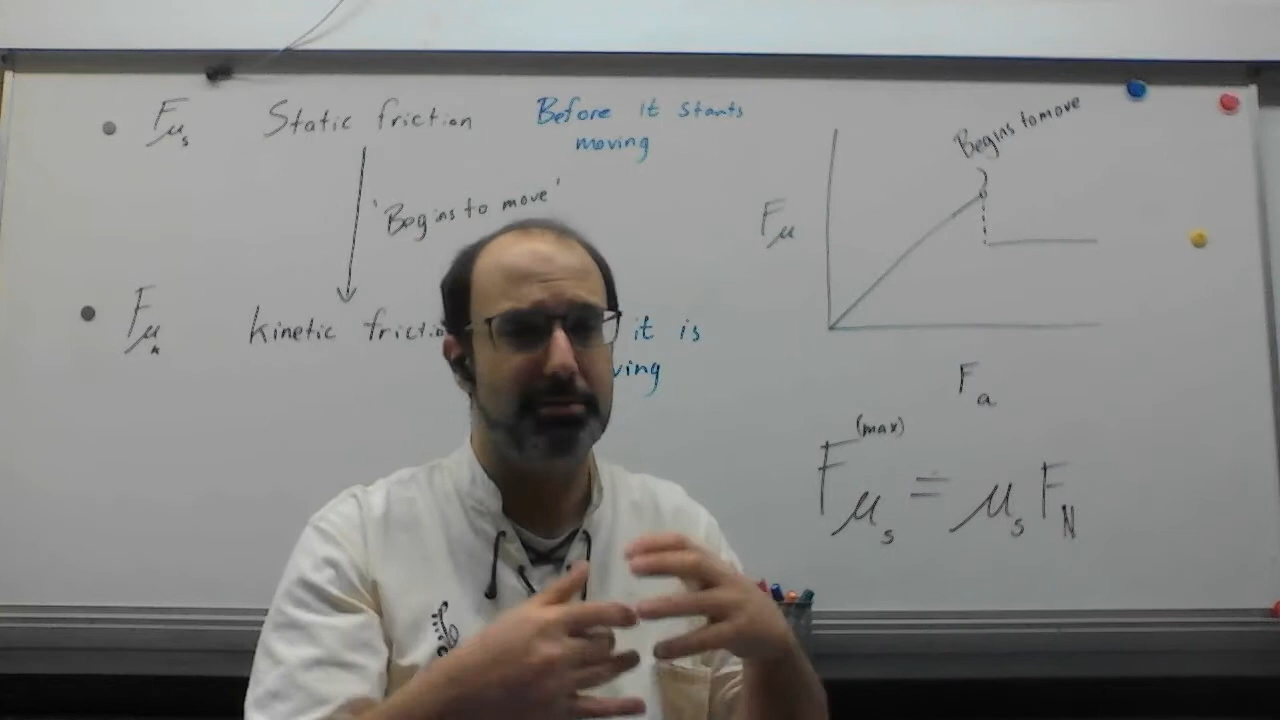 Fμs Static friction Before it starts
moving
'Begins to move'
Fμk kinetic frictio it is
ving
Begins to move
Fμ
Fa
(max)
Fμs = μs FN